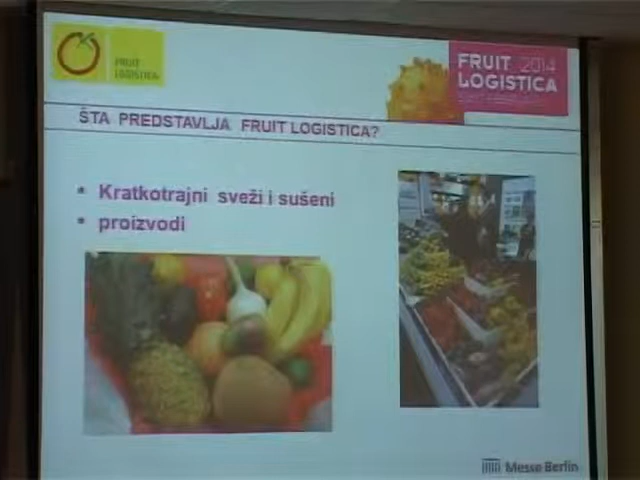 FRUIT
LOGISTICA
FRUIT 2014
LOGISTICA
ŠTA PREDSTAVLJA FRUIT LOGISTICA?
Kratkotrajni sveži i sušeni
proizvodi
Messe Berlin